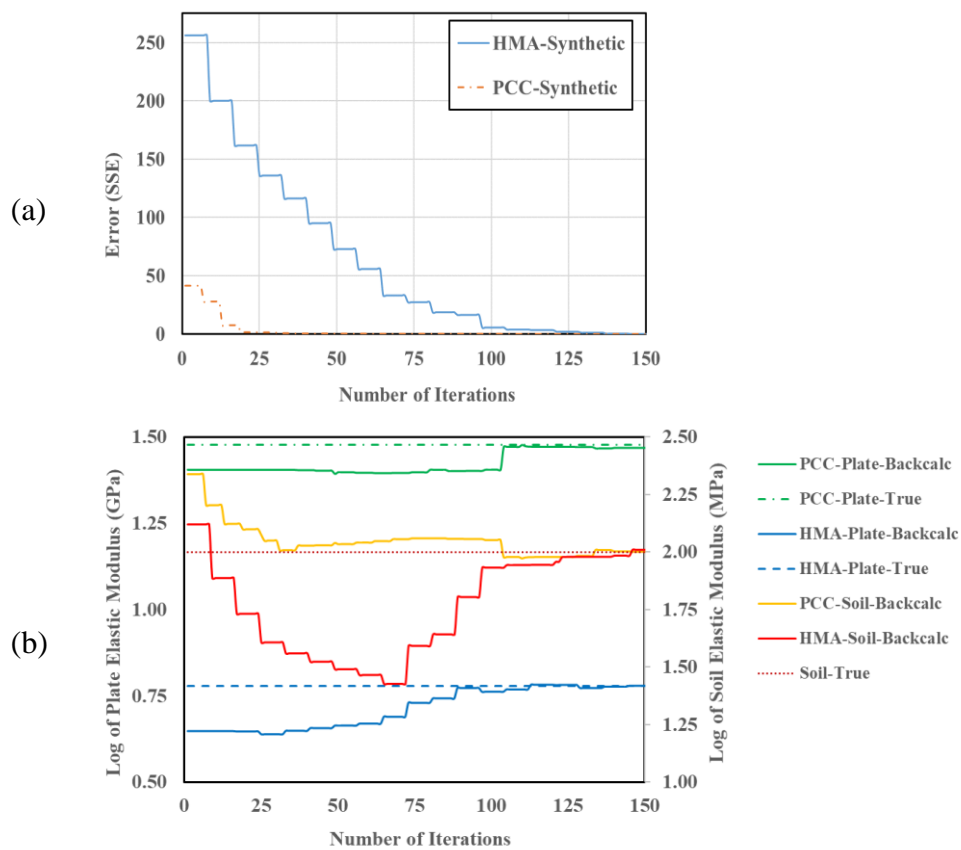 (a)
Error (SSE)
250
200
150
100
50
0
HMA-Synthetic
PCC-Synthetic
0 25 50 75 100 125 150
Number of Iterations
(b)
Log of Plate Elastic Modulus (GPa)
1.50
1.25
1.00
0.75
0.50
2.50
2.25
2.00
1.75
1.50
1.25
1.00
Log of Soil Elastic Modulus (MPa)
0 25 50 75 100 125 150
Number of Iterations
PCC-Plate-Backcalc
PCC-Plate-True
HMA-Plate-Backcalc
HMA-Plate-True
PCC-Soil-Backcalc
HMA-Soil-Backcalc
Soil-True